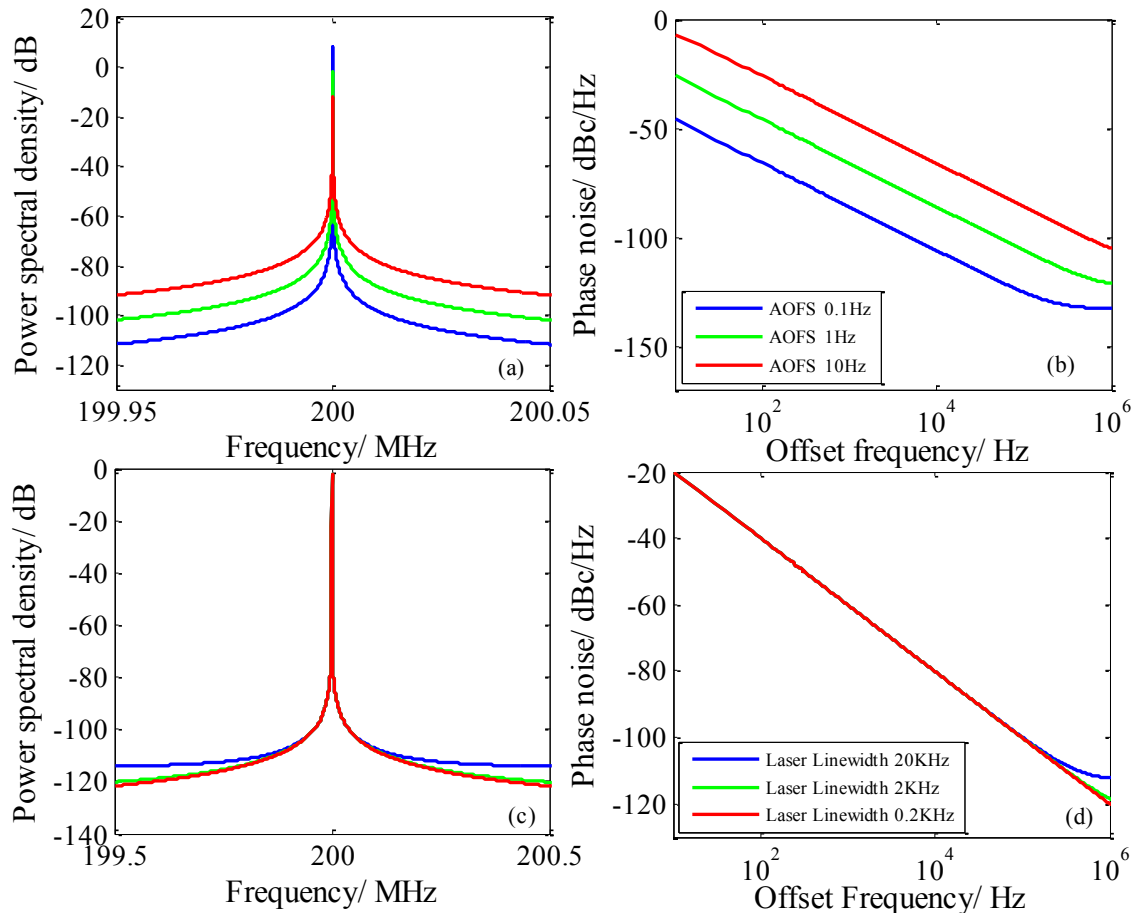 Power spectral density/ dB
20
0
-20
-40
-60
-80
-100
-120
199.95
200
200.05
Frequency/ MHz
(a)
Phase noise/ dBc/Hz
0
-50
-100
-150
AOFS 0.1Hz
AOFS 1Hz
AOFS 10Hz
(b)
10^2
10^4
10^6
Offset frequency/ Hz
Power spectral density/ dB
0
-20
-40
-60
-80
-100
-120
-140
199.5
200
200.5
Frequency/ MHz
(c)
Phase noise/ dBc/Hz
-20
-40
-60
-80
-100
-120
Laser Linewidth 20KHz
Laser Linewidth 2KHz
Laser Linewidth 0.2KHz
(d)
10^2
10^4
10^6
Offset Frequency/ Hz